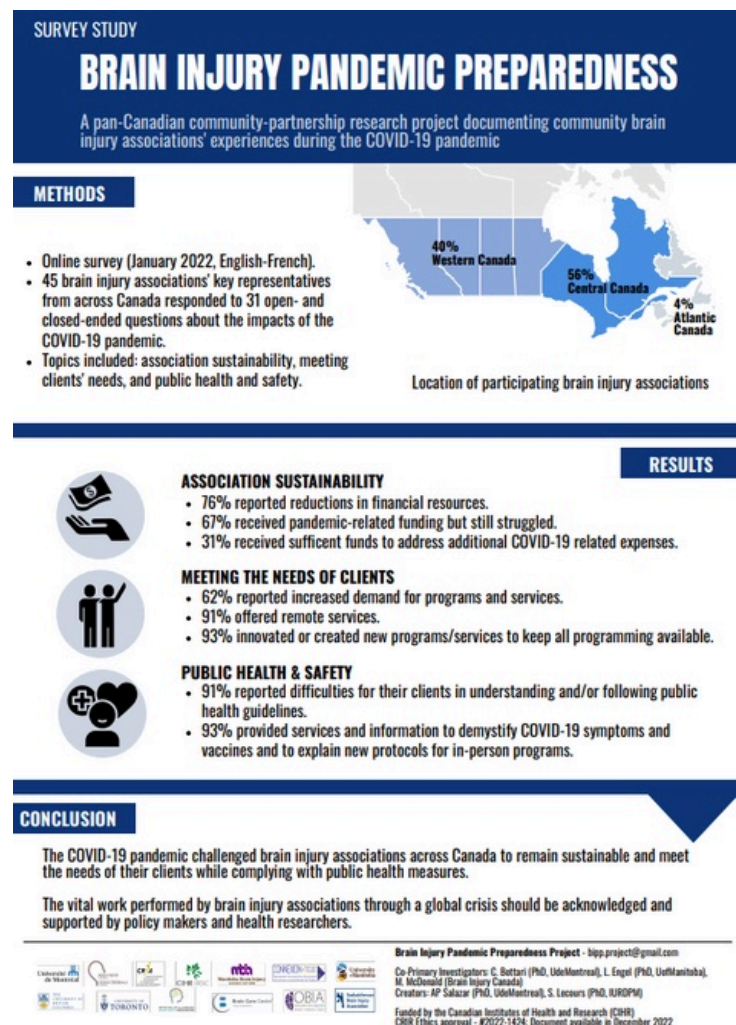 SURVEY STUDY
BRAIN INJURY PANDEMIC PREPAREDNESS
A pan-Canadian community-partnership research project documenting community brain
injury associations' experiences during the COVID-19 pandemic
METHODS
• Online survey (January 2022, English-French).
• 45 brain injury associations' key representatives
from across Canada responded to 31 open- and
closed-ended questions about the impacts of the
COVID-19 pandemic.
• Topics included: association sustainability, meeting
clients' needs, and public health and safety.
40%
Western Canada
56%
Central Canada
4%
Atlantic
Canada
Location of participating brain injury associations
RESULTS
ASSOCIATION SUSTAINABILITY
• 76% reported reductions in financial resources.
• 67% received pandemic-related funding but still struggled.
• 31% received sufficent funds to address additional COVID-19 related expenses.
MEETING THE NEEDS OF CLIENTS
• 62% reported increased demand for programs and services.
• 91% offered remote services.
• 93% innovated or created new programs/services to keep all programming available.
PUBLIC HEALTH & SAFETY
• 91% reported difficulties for their clients in understanding and/or following public
health guidelines.
• 93% provided services and information to demystify COVID-19 symptoms and
vaccines and to explain new protocols for in-person programs.
CONCLUSION
The COVID-19 pandemic challenged brain injury associations across Canada to remain sustainable and meet
the needs of their clients while complying with public health measures.
The vital work performed by brain injury associations through a global crisis should be acknowledged and
supported by policy makers and health researchers.
Université de
Montréal
CIHR IRSC
University
of Manitoba
UNIVERSITY OF
TORONTO
OBIA
Brain Injury Pandemic Preparedness Project - bipp.project@gmail.com
Co-Primary Investigators: C. Bottari (PhD, UdeMontreal), L. Engel (PhD, UofManitoba),
M. McDonald (Brain Injury Canada)
Creators: AP Salazar (PhD, UdeMontreal), S. Lecours (PhD, IURDPM)
Funded by the Canadian Institutes of Health and Research (CIHR)
CRIR Ethics approval - #2022-1424; Document available in December 2022